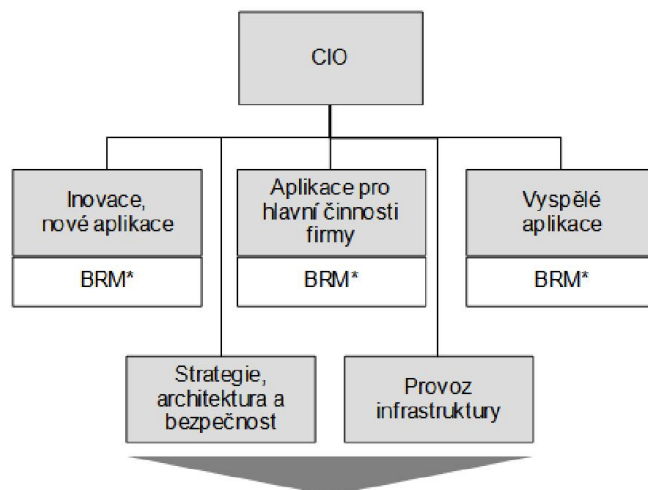 CIO
Inovace,
nové aplikace
BRM*
Aplikace pro
hlavní činnosti
firmy
BRM*
Vyspělé
aplikace
BRM*
Strategie,
architektura a
bezpečnost
Provoz
infrastruktury